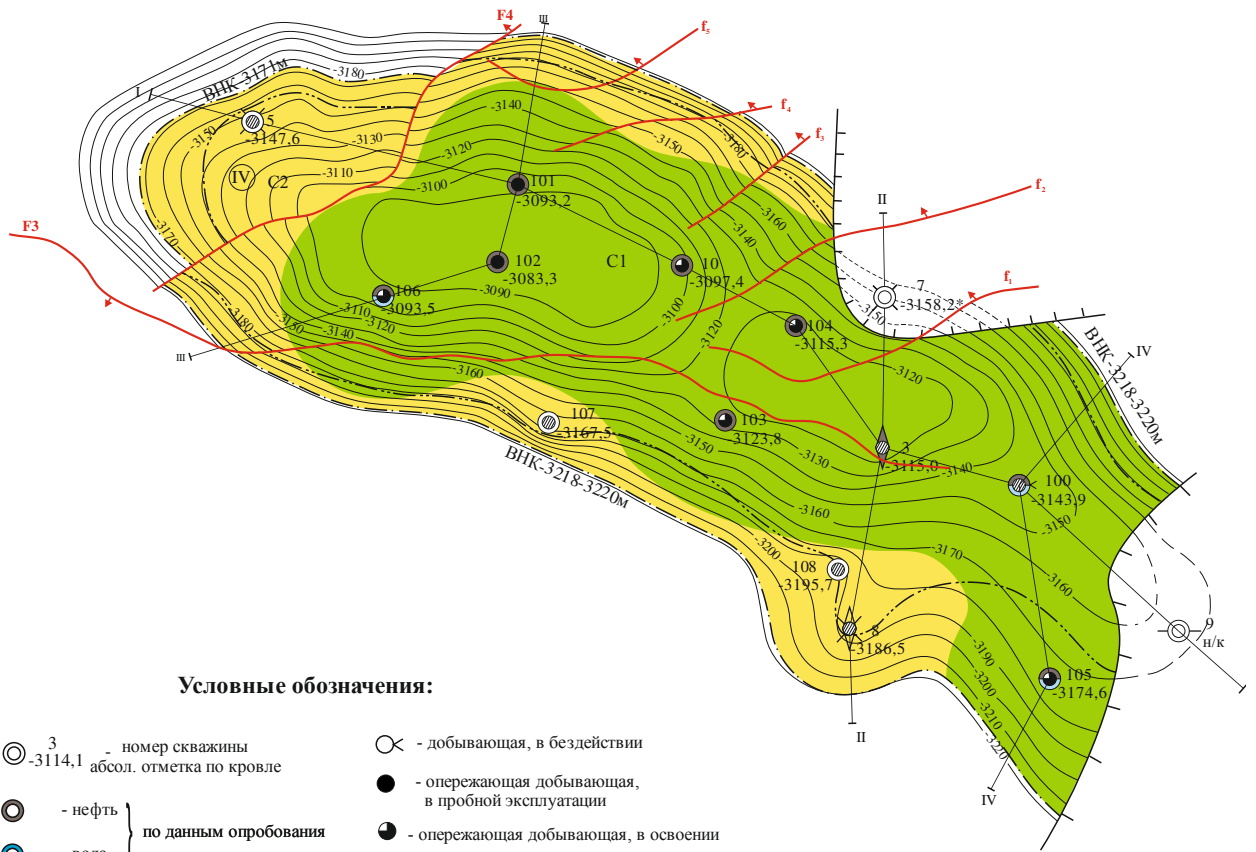 F4
III
f₅
ВНК-3171м
-3180
I
5
-3147,6
-3150
-3130
-3140
-3120
-3110
-3100
f₄
-3150
-3180
f₃
IV
C2
101
-3093,2
II
f₂
-3160
-3140
F3
-3170
102
-3083,3
C1
10
-3097,4
7
-3158,2*
-3150
f₁
106
-3093,5
-3090
-3100
-3110
-3120
-3180
-3150
-3140
104
-3115,3
-3120
III
-3160
-3120
ВНК-3218-3220м
IV
107
-3167,5
103
-3123,8
-3150
-3130
3
-3115,0
-3140
100
-3143,9
-3150
ВНК-3218-3220м
-3160
-3170
-3160
-3200
108
-3195,7
8
-3186,5
9
н/к
-3190
-3200
-3210
-3220
105
-3174,6
II
IV
Условные обозначения:
3
-3114,1
- номер скважины
абсол. отметка по кровле
- нефть
по данным опробования
- добывающая, в бездействии
- опережающая добывающая,
в пробной эксплуатации
- опережающая добывающая, в освоении